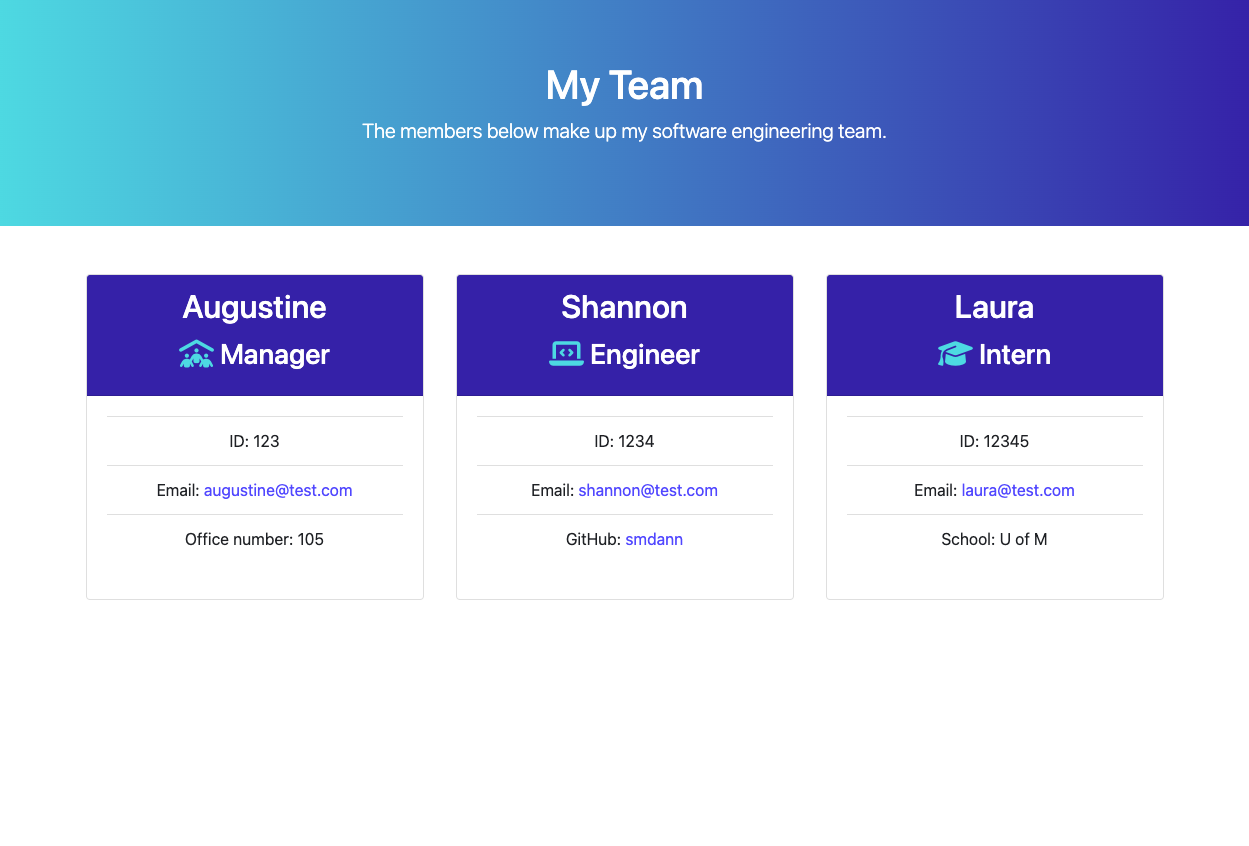 My Team
The members below make up my software engineering team.
Augustine
Manager
ID: 123
Email: augustine@test.com
Office number: 105
Shannon
Engineer
ID: 1234
Email: shannon@test.com
GitHub: smdann
Laura
Intern
ID: 12345
Email: laura@test.com
School: U of M